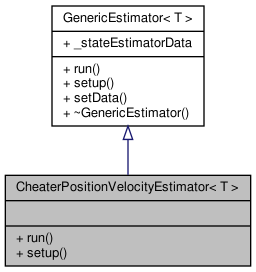 GenericEstimator< T >
+ _stateEstimatorData
+ run()
+ setup()
+ setData()
+ ~GenericEstimator()
CheaterPositionVelocityEstimator< T >
+ run()
+ setup()